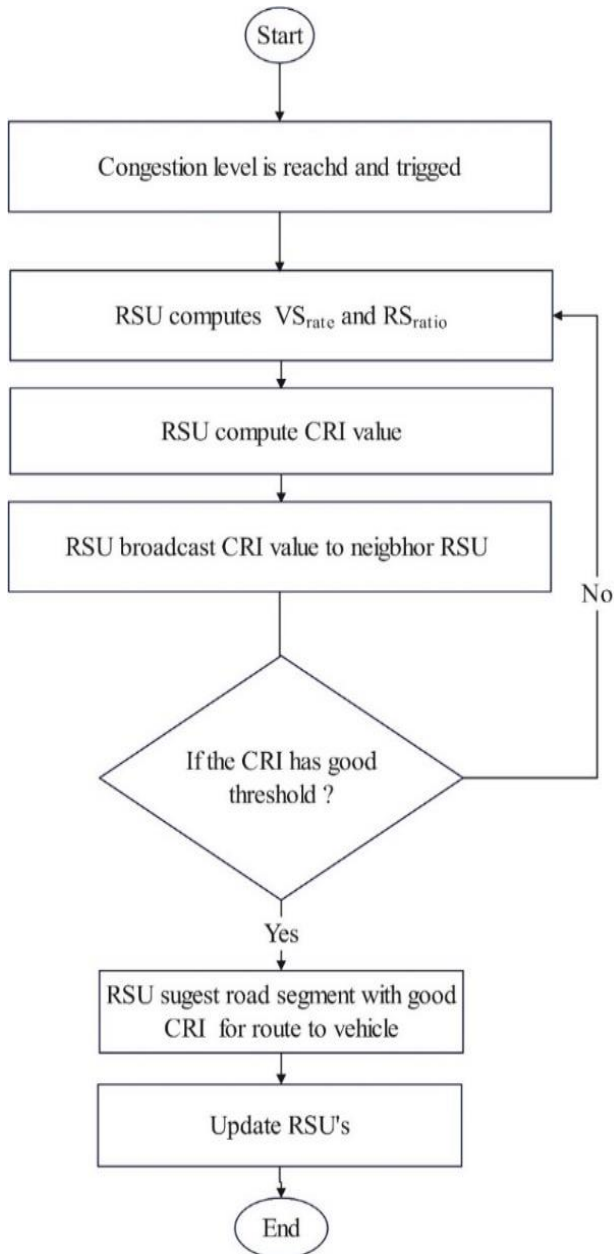 Start
Congestion level is reachd and trigged
RSU computes VSrate and RSratio
RSU compute CRI value
RSU broadcast CRI value to neigbhor RSU
No
If the CRI has good
threshold ?
Yes
RSU sugest road segment with good
CRI for route to vehicle
Update RSU's
End